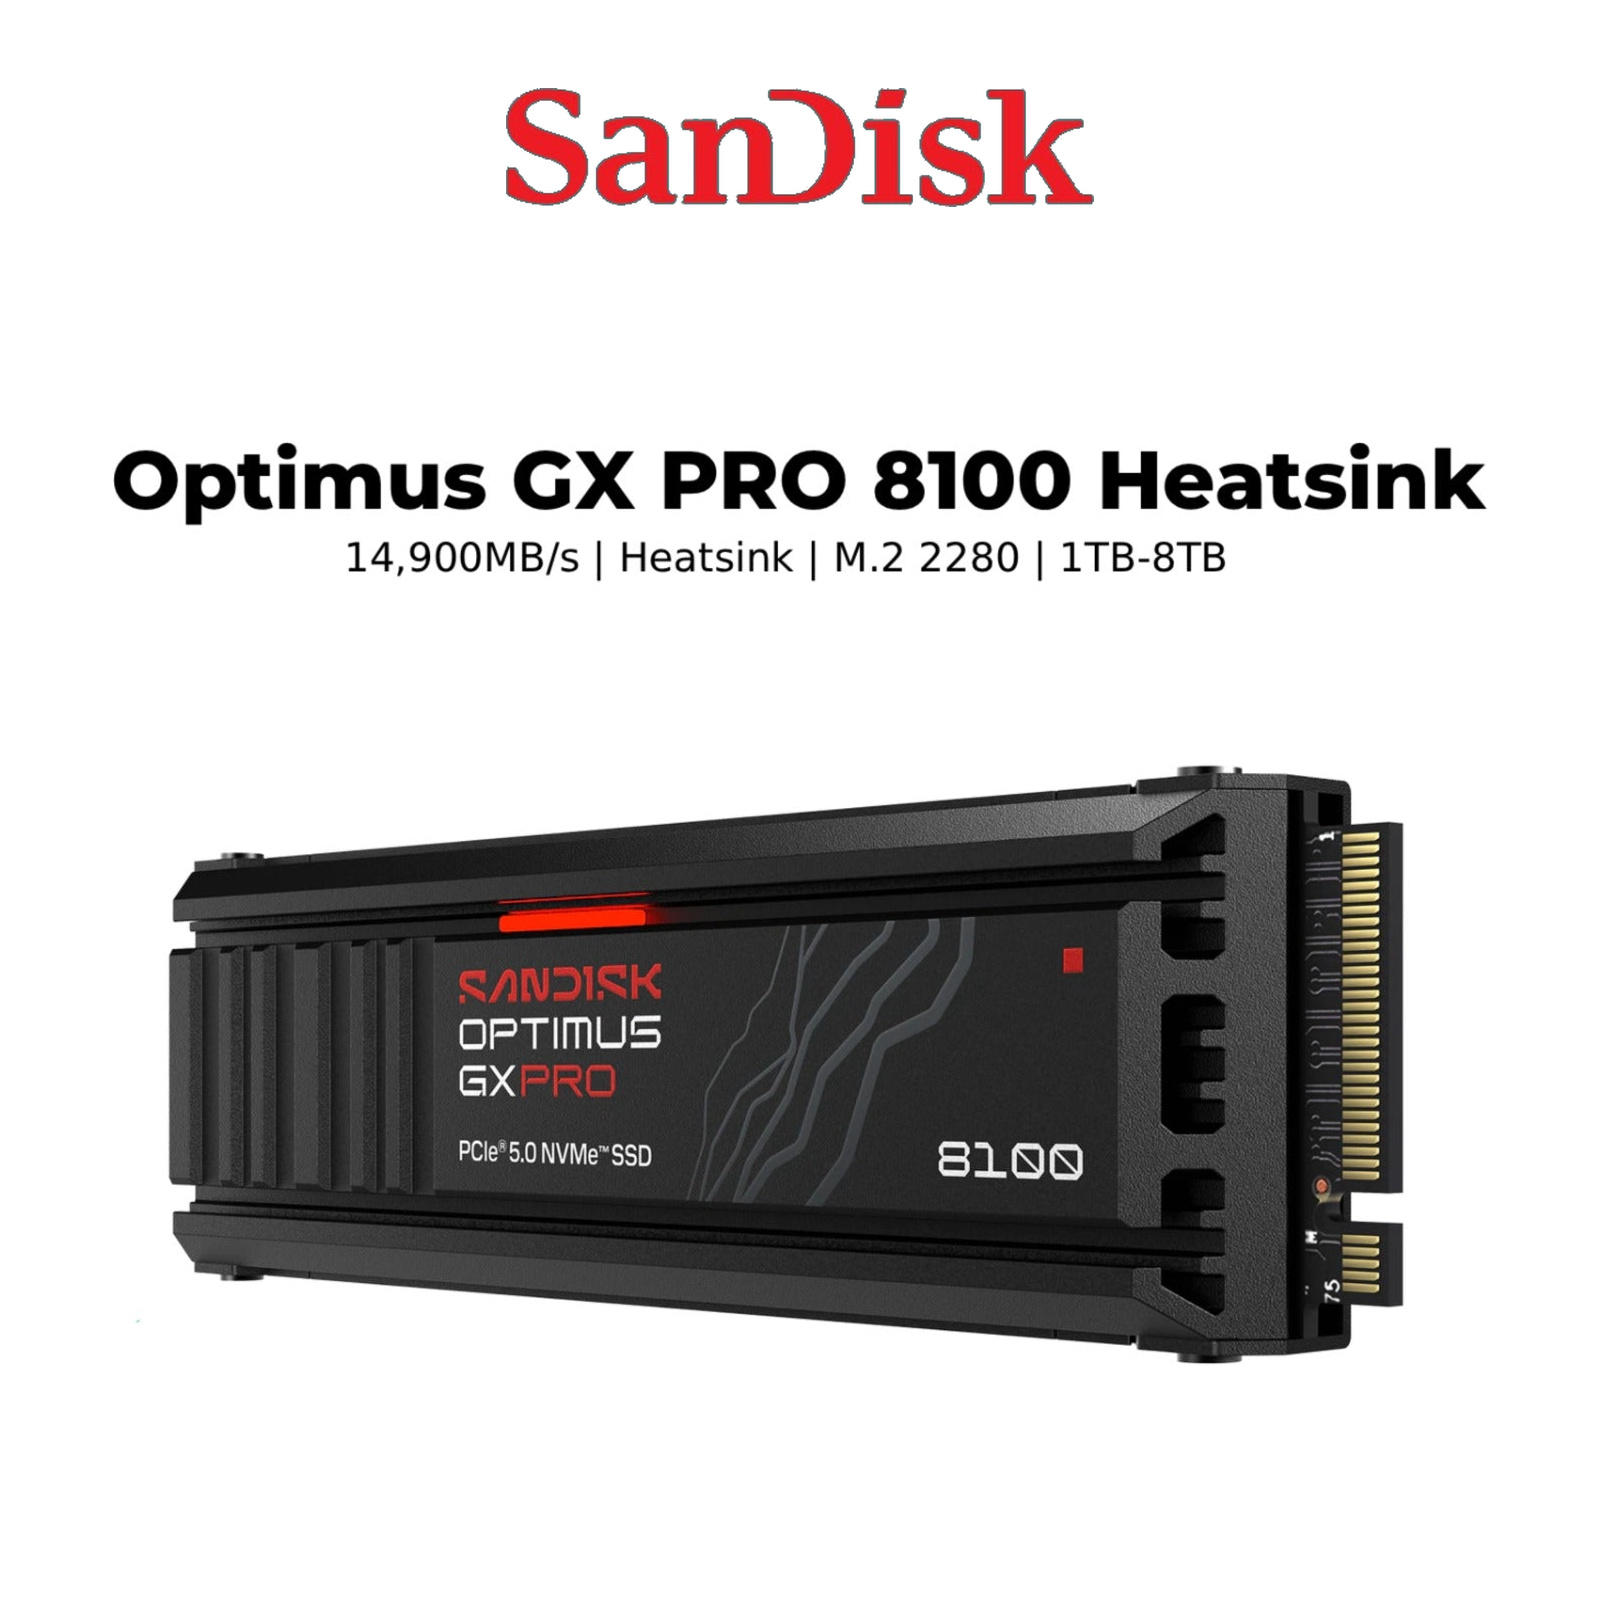 SanDisk
Optimus GX PRO 8100 Heatsink
14,900MB/s | Heatsink | M.2 2280 | 1TB-8TB
SANDISK
OPTIMUS
GXPRO
PCIe® 5.0 NVMe™ SSD
8100
1
M
75